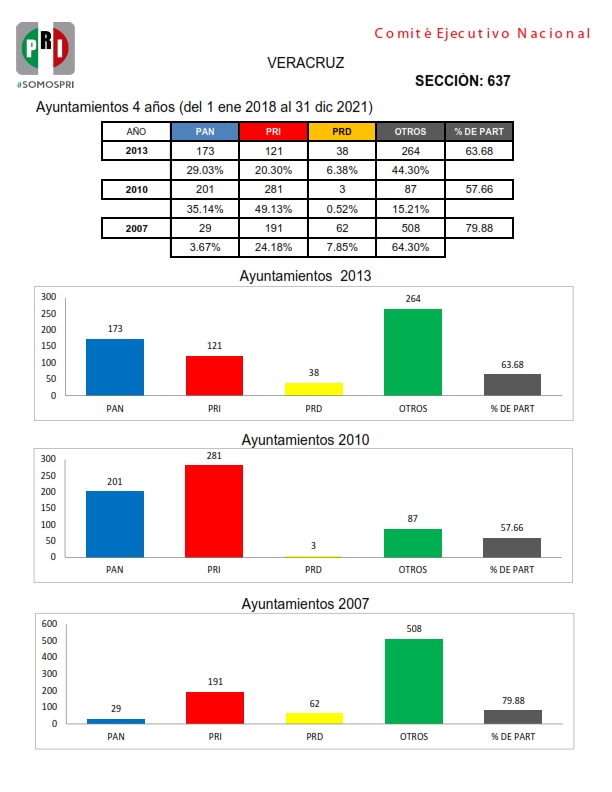 Comité Ejecutivo Nacional
PRI
#SOMOSPRI
VERACRUZ
SECCIÓN: 637
Ayuntamientos 4 años (del 1 ene 2018 al 31 dic 2021)
AÑO PAN PRI PRD OTROS % DE PART
2013 173 121 38 264 63.68
29.03% 20.30% 6.38% 44.30%
2010 201 281 3 87 57.66
35.14% 49.13% 0.52% 15.21%
2007 29 191 62 508 79.88
3.67% 24.18% 7.85% 64.30%
Ayuntamientos 2013
300
250
200
150
100
50
0
173 121 38 264 63.68
PAN PRI PRD OTROS % DE PART
Ayuntamientos 2010
300
250
200
150
100
50
0
201 281 3 87 57.66
PAN PRI PRD OTROS % DE PART
Ayuntamientos 2007
600
500
400
300
200
100
0
29 191 62 508 79.88
PAN PRI PRD OTROS % DE PART